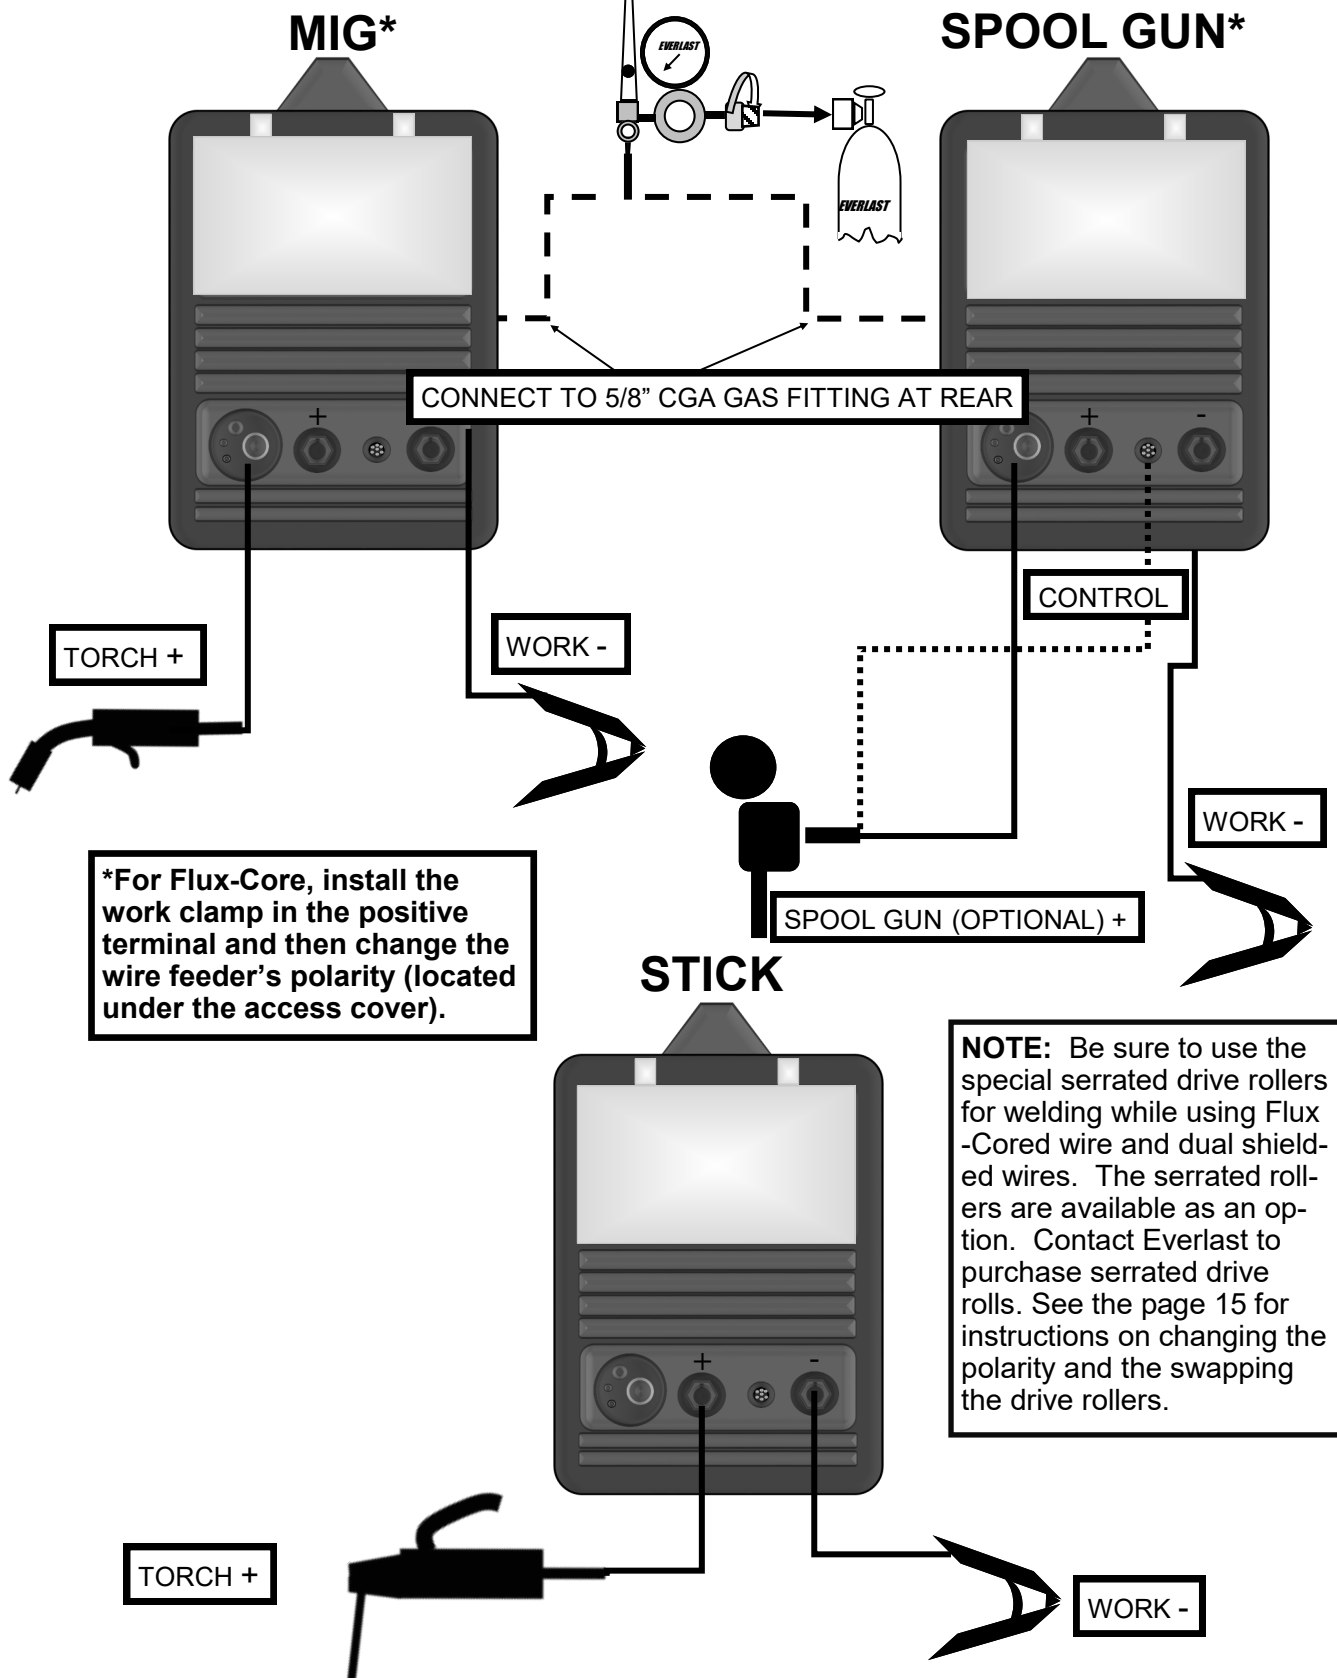 MIG*
SPOOL GUN*
EVERLAST
EVERLAST
CONNECT TO 5/8” CGA GAS FITTING AT REAR
+
+
-
CONTROL
TORCH +
WORK -
WORK -
SPOOL GUN (OPTIONAL) +
*For Flux-Core, install the
work clamp in the positive
terminal and then change the
wire feeder’s polarity (located
under the access cover).
STICK
NOTE:  Be sure to use the
special serrated drive rollers
for welding while using Flux
-Cored wire and dual shield-
ed wires.  The serrated roll-
ers are available as an op-
tion.  Contact Everlast to
purchase serrated drive
rolls. See the page 15 for
instructions on changing the
polarity and the swapping
the drive rollers.
+
-
TORCH +
WORK -